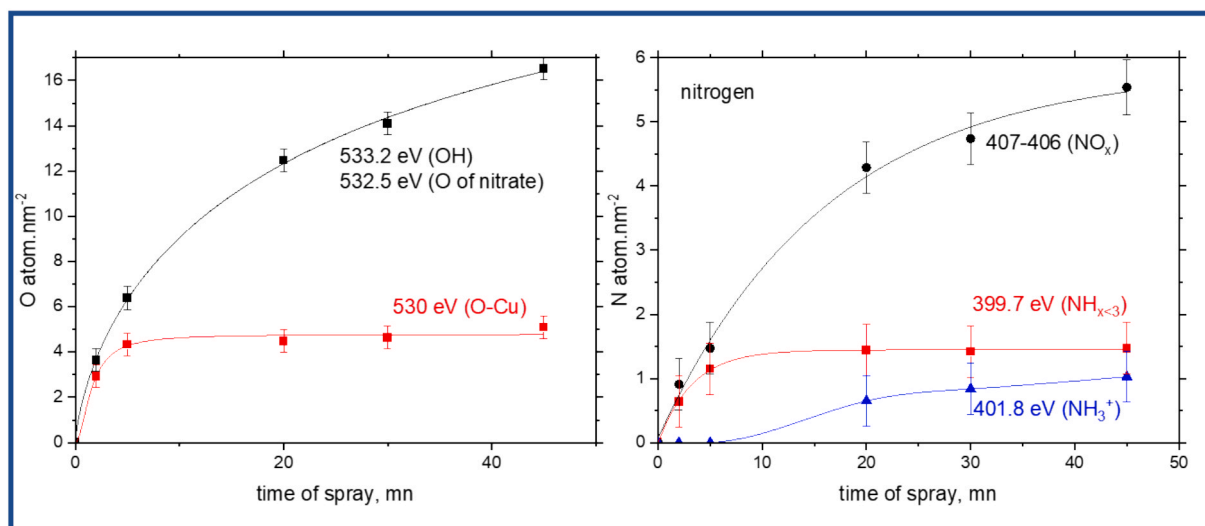 O atom.nm⁻²
16
14
12
10
8
6
4
2
0
533.2 eV (OH)
532.5 eV (O of nitrate)
530 eV (O-Cu)
0
20
40
time of spray, mn
N atom.nm⁻²
6
5
4
3
2
1
0
nitrogen
407-406 (NOₓ)
399.7 eV (NHₓ<₃)
401.8 eV (NH₃⁺)
0
10
20
30
40
50
time of spray, mn